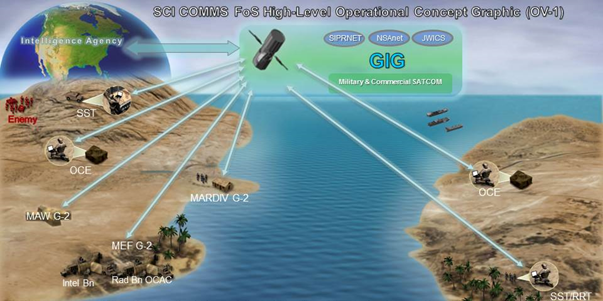 SCI COMMS FoS High-Level Operational Concept Graphic (OV-1)
Intelligence Agency
SIPRNET
NSAnet
JWICS
GIG
Military & Commercial SATCOM
SST
Enemy
OCE
MARDIV G-2
OCE
MAW G-2
MEF G-2
Intel Bn
Rad Bn OCAC
SST/RRT